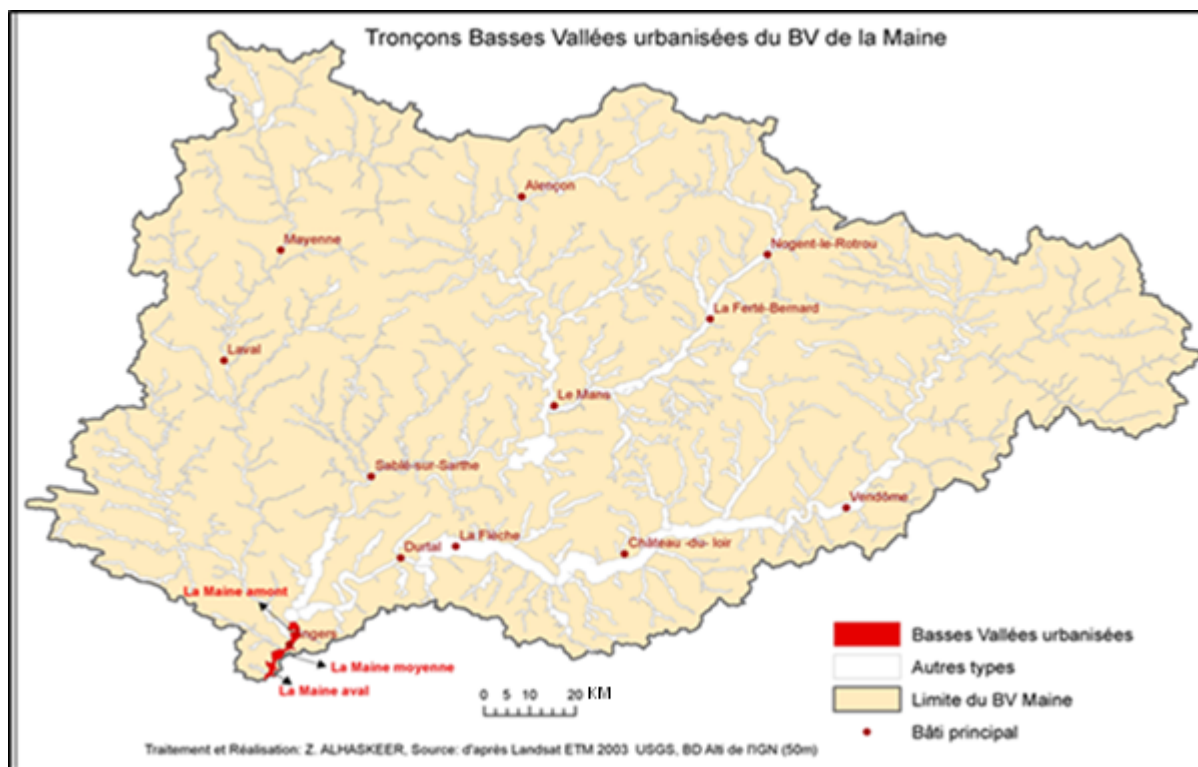 Tronçons Basses Vallées urbanisées du BV de la Maine
Alençon
Mayenne
Nogent-le-Rotrou
La Ferté-Bernard
Laval
Le Mans
Sablé-sur-Sarthe
Vendôme
La Flèche
Durtal
Château -du- loir
La Maine amont
Angers
La Maine moyenne
La Maine aval
0 5 10 20 KM
Basses Vallées urbanisées
Autres types
Limite du BV Maine
Bâti principal
Traitement et Réalisation: Z. ALHASKEER, Source: d'après Landsat ETM 2003 USGS, BD Alti de l'IGN (50m)